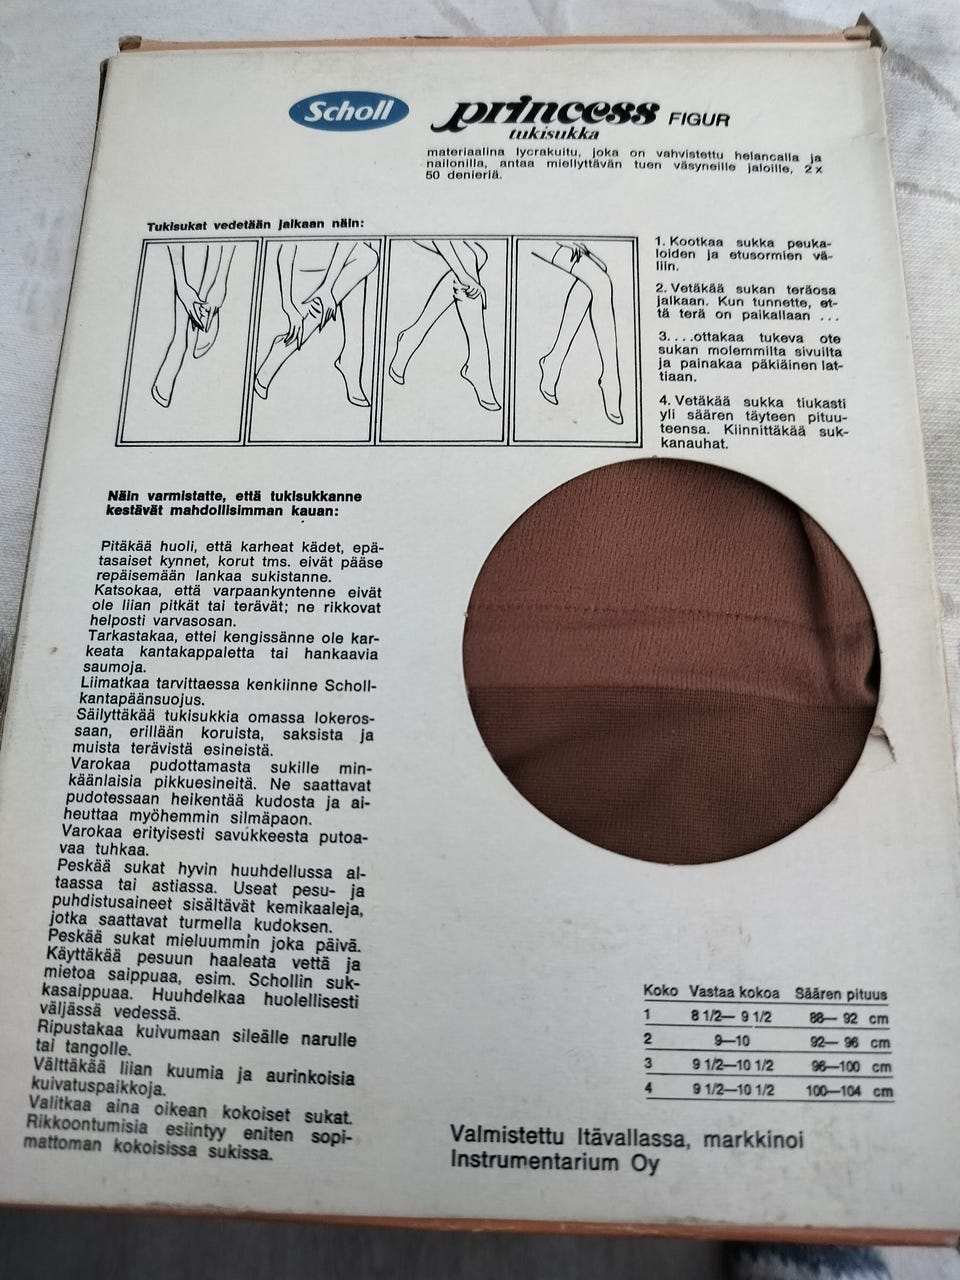 Scholl
princess FIGUR
tukisukka
materiaalina lycrakuitu, joka on vahvistettu helancalla ja
nailonilla, antaa miellyttävän tuen väsyneille jaloille, 2 x
50 denieriä.
Tukisukat vedetään jalkaan näin:
1. Kootkaa sukka peuka-
loiden ja etusormien vä-
liin.
2. Vetäkää sukan teräosa
jalkaan. Kun tunnette, et-
tä terä on paikallaan ...
3. ...ottakaa tukeva ote
sukan molemmilta sivuilta
ja painakaa päkiäinen lat-
tiaan.
4. Vetäkää sukka tiukasti
yli säären täyteen pituu-
teensa. Kiinnittäkää suk-
kanauhat.
Näin varmistatte, että tukisukkanne
kestävät mahdollisimman kauan:
Pitäkää huoli, että karheat kädet, epä-
tasaiset kynnet, korut tms. eivät pääse
repäisemään lankaa sukistanne.
Katsokaa, että varpaankyntenne eivät
ole liian pitkät tai terävät; ne rikkovat
helposti varvasosan.
Tarkastakaa, ettei kengissänne ole kar-
keata kantakappaletta tai hankaavia
saumoja.
Liimatkaa tarvittaessa kenkiinne Scholl-
kantapäänsuojus.
Säilyttäkää tukisukkia omassa lokeros-
saan, erillään koruista, saksista ja
muista terävistä esineistä.
Varokaa pudottamasta sukille min-
käänlaisia pikkuesineitä. Ne saattavat
pudotessaan heikentää kudosta ja ai-
heuttaa myöhemmin silmäpaon.
Varokaa erityisesti savukkeesta putoa-
vaa tuhkaa.
Peskää sukat hyvin huuhdellussa al-
taassa tai astiassa. Useat pesu- ja
puhdistusaineet sisältävät kemikaaleja,
jotka saattavat turmella kudoksen.
Peskää sukat mieluummin joka päivä.
Käyttäkää pesuun haaleata vettä ja
mietoa saippuaa, esim. Schollin suk-
kasaippuaa. Huuhdelkaa huolellisesti
väljässä vedessä.
Ripustakaa kuivumaan sileälle narulle
tai tangolle.
Välttäkää liian kuumia ja aurinkoisia
kuivatuspaikkoja.
Valitkaa aina oikean kokoiset sukat.
Rikkoontumisia esiintyy eniten sopi-
mattoman kokoisissa sukissa.
Koko Vastaa kokoa Säären pituus
1 8 1/2— 9 1/2 88— 92 cm
2 9—10 92— 96 cm
3 9 1/2—10 1/2 96—100 cm
4 9 1/2—10 1/2 100—104 cm
Valmistettu Itävallassa, markkinoi
Instrumentarium Oy